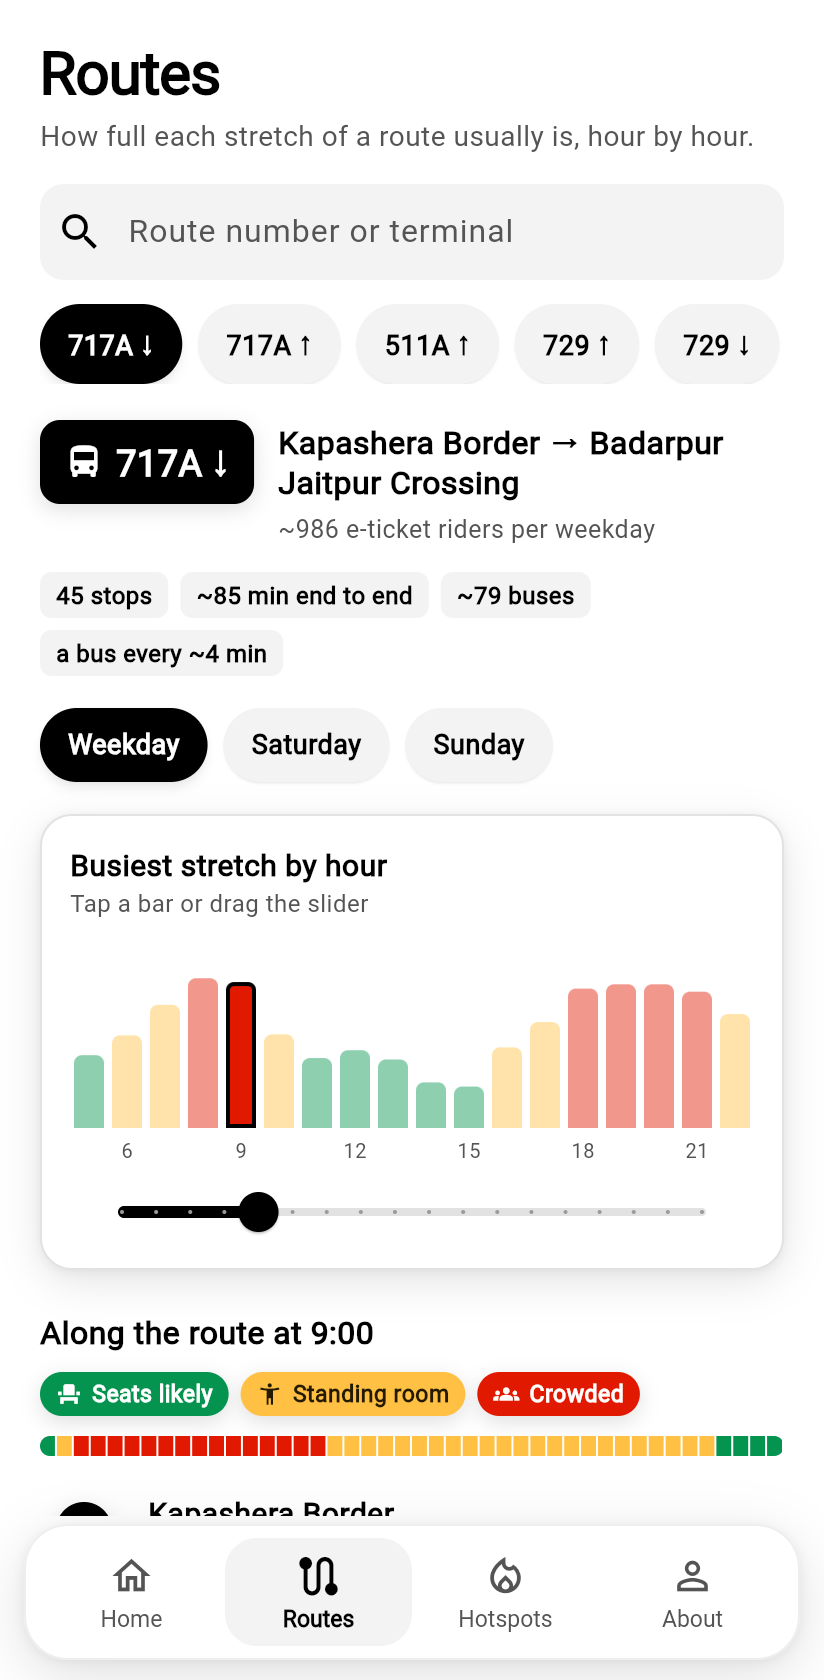 Routes
How full each stretch of a route usually is, hour by hour.
Route number or terminal
717A ↓ 717A ↑ 511A ↑ 729 ↑ 729 ↓
717A ↓
Kapashera Border → Badarpur
Jaitpur Crossing
~986 e-ticket riders per weekday
45 stops ~85 min end to end ~79 buses
a bus every ~4 min
Weekday Saturday Sunday
Busiest stretch by hour
Tap a bar or drag the slider
6 9 12 15 18 21
Along the route at 9:00
Seats likely Standing room Crowded
Kapashera Border
Home Routes Hotspots About